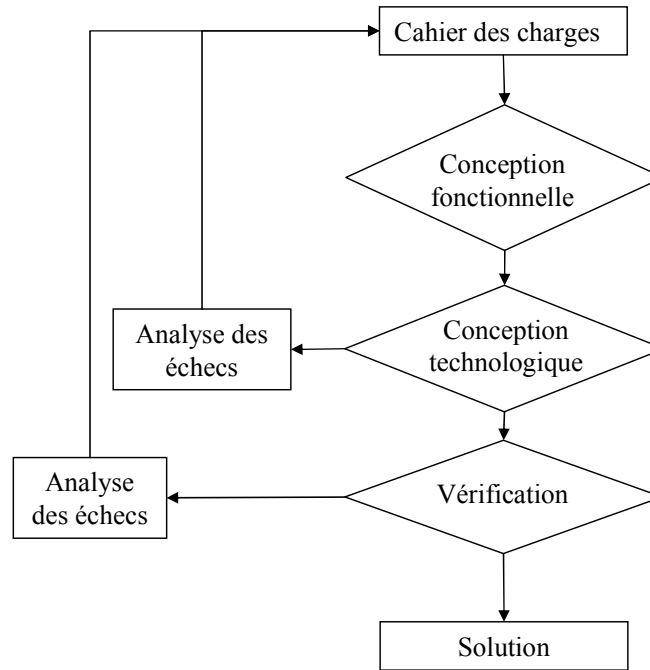 Cahier des charges
Conception
fonctionnelle
Analyse des
échecs
Conception
technologique
Analyse
des échecs
Vérification
Solution